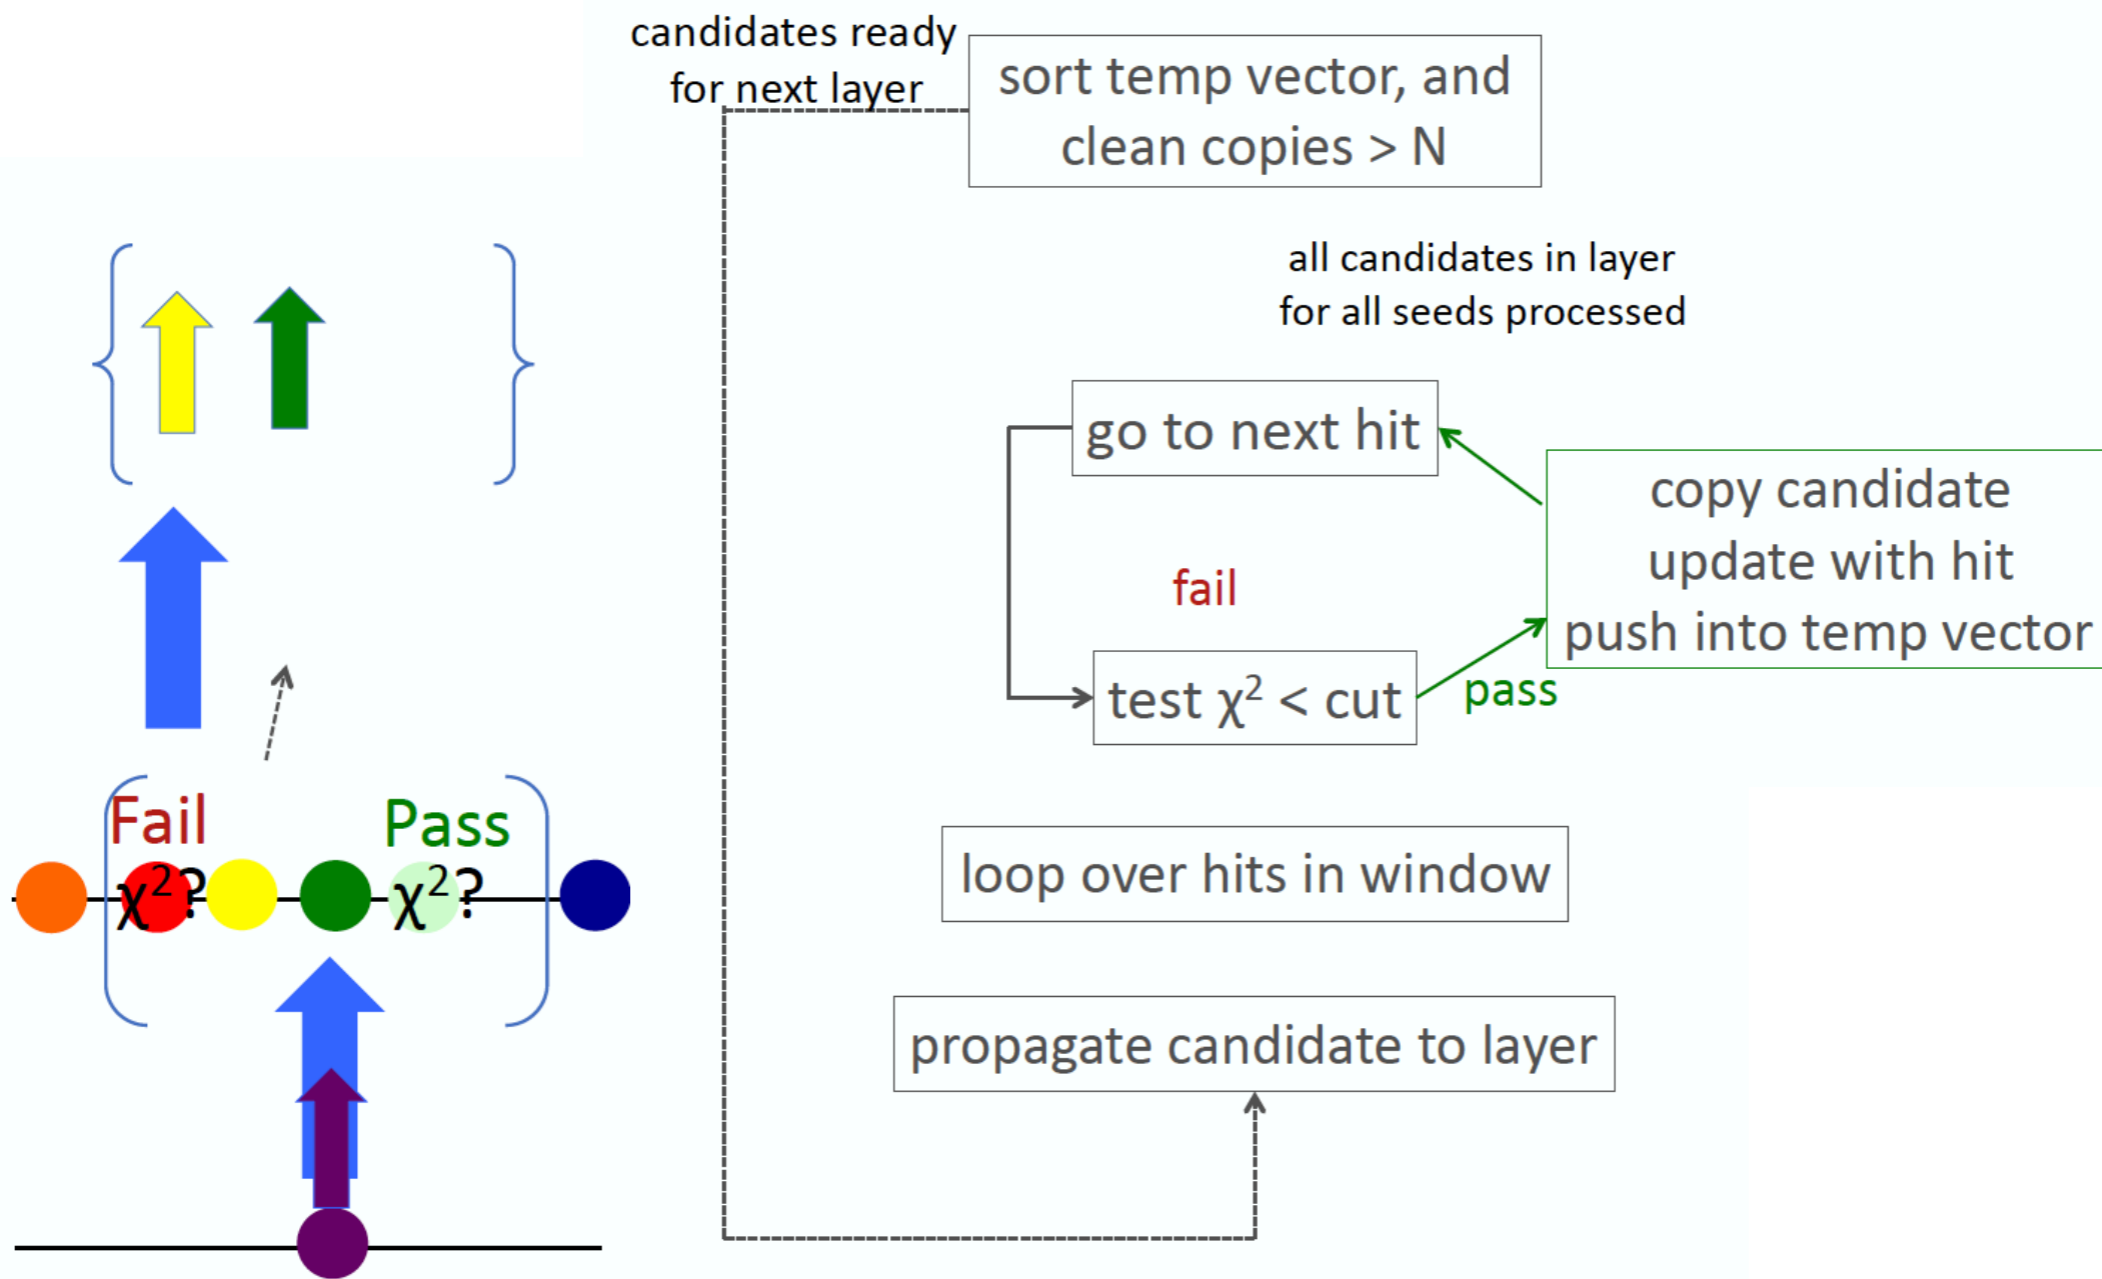 candidates ready
for next layer
sort temp vector, and
clean copies > N
all candidates in layer
for all seeds processed
go to next hit
copy candidate
update with hit
push into temp vector
fail
test χ² < cut
pass
Fail
Pass
χ²?
χ²?
loop over hits in window
propagate candidate to layer